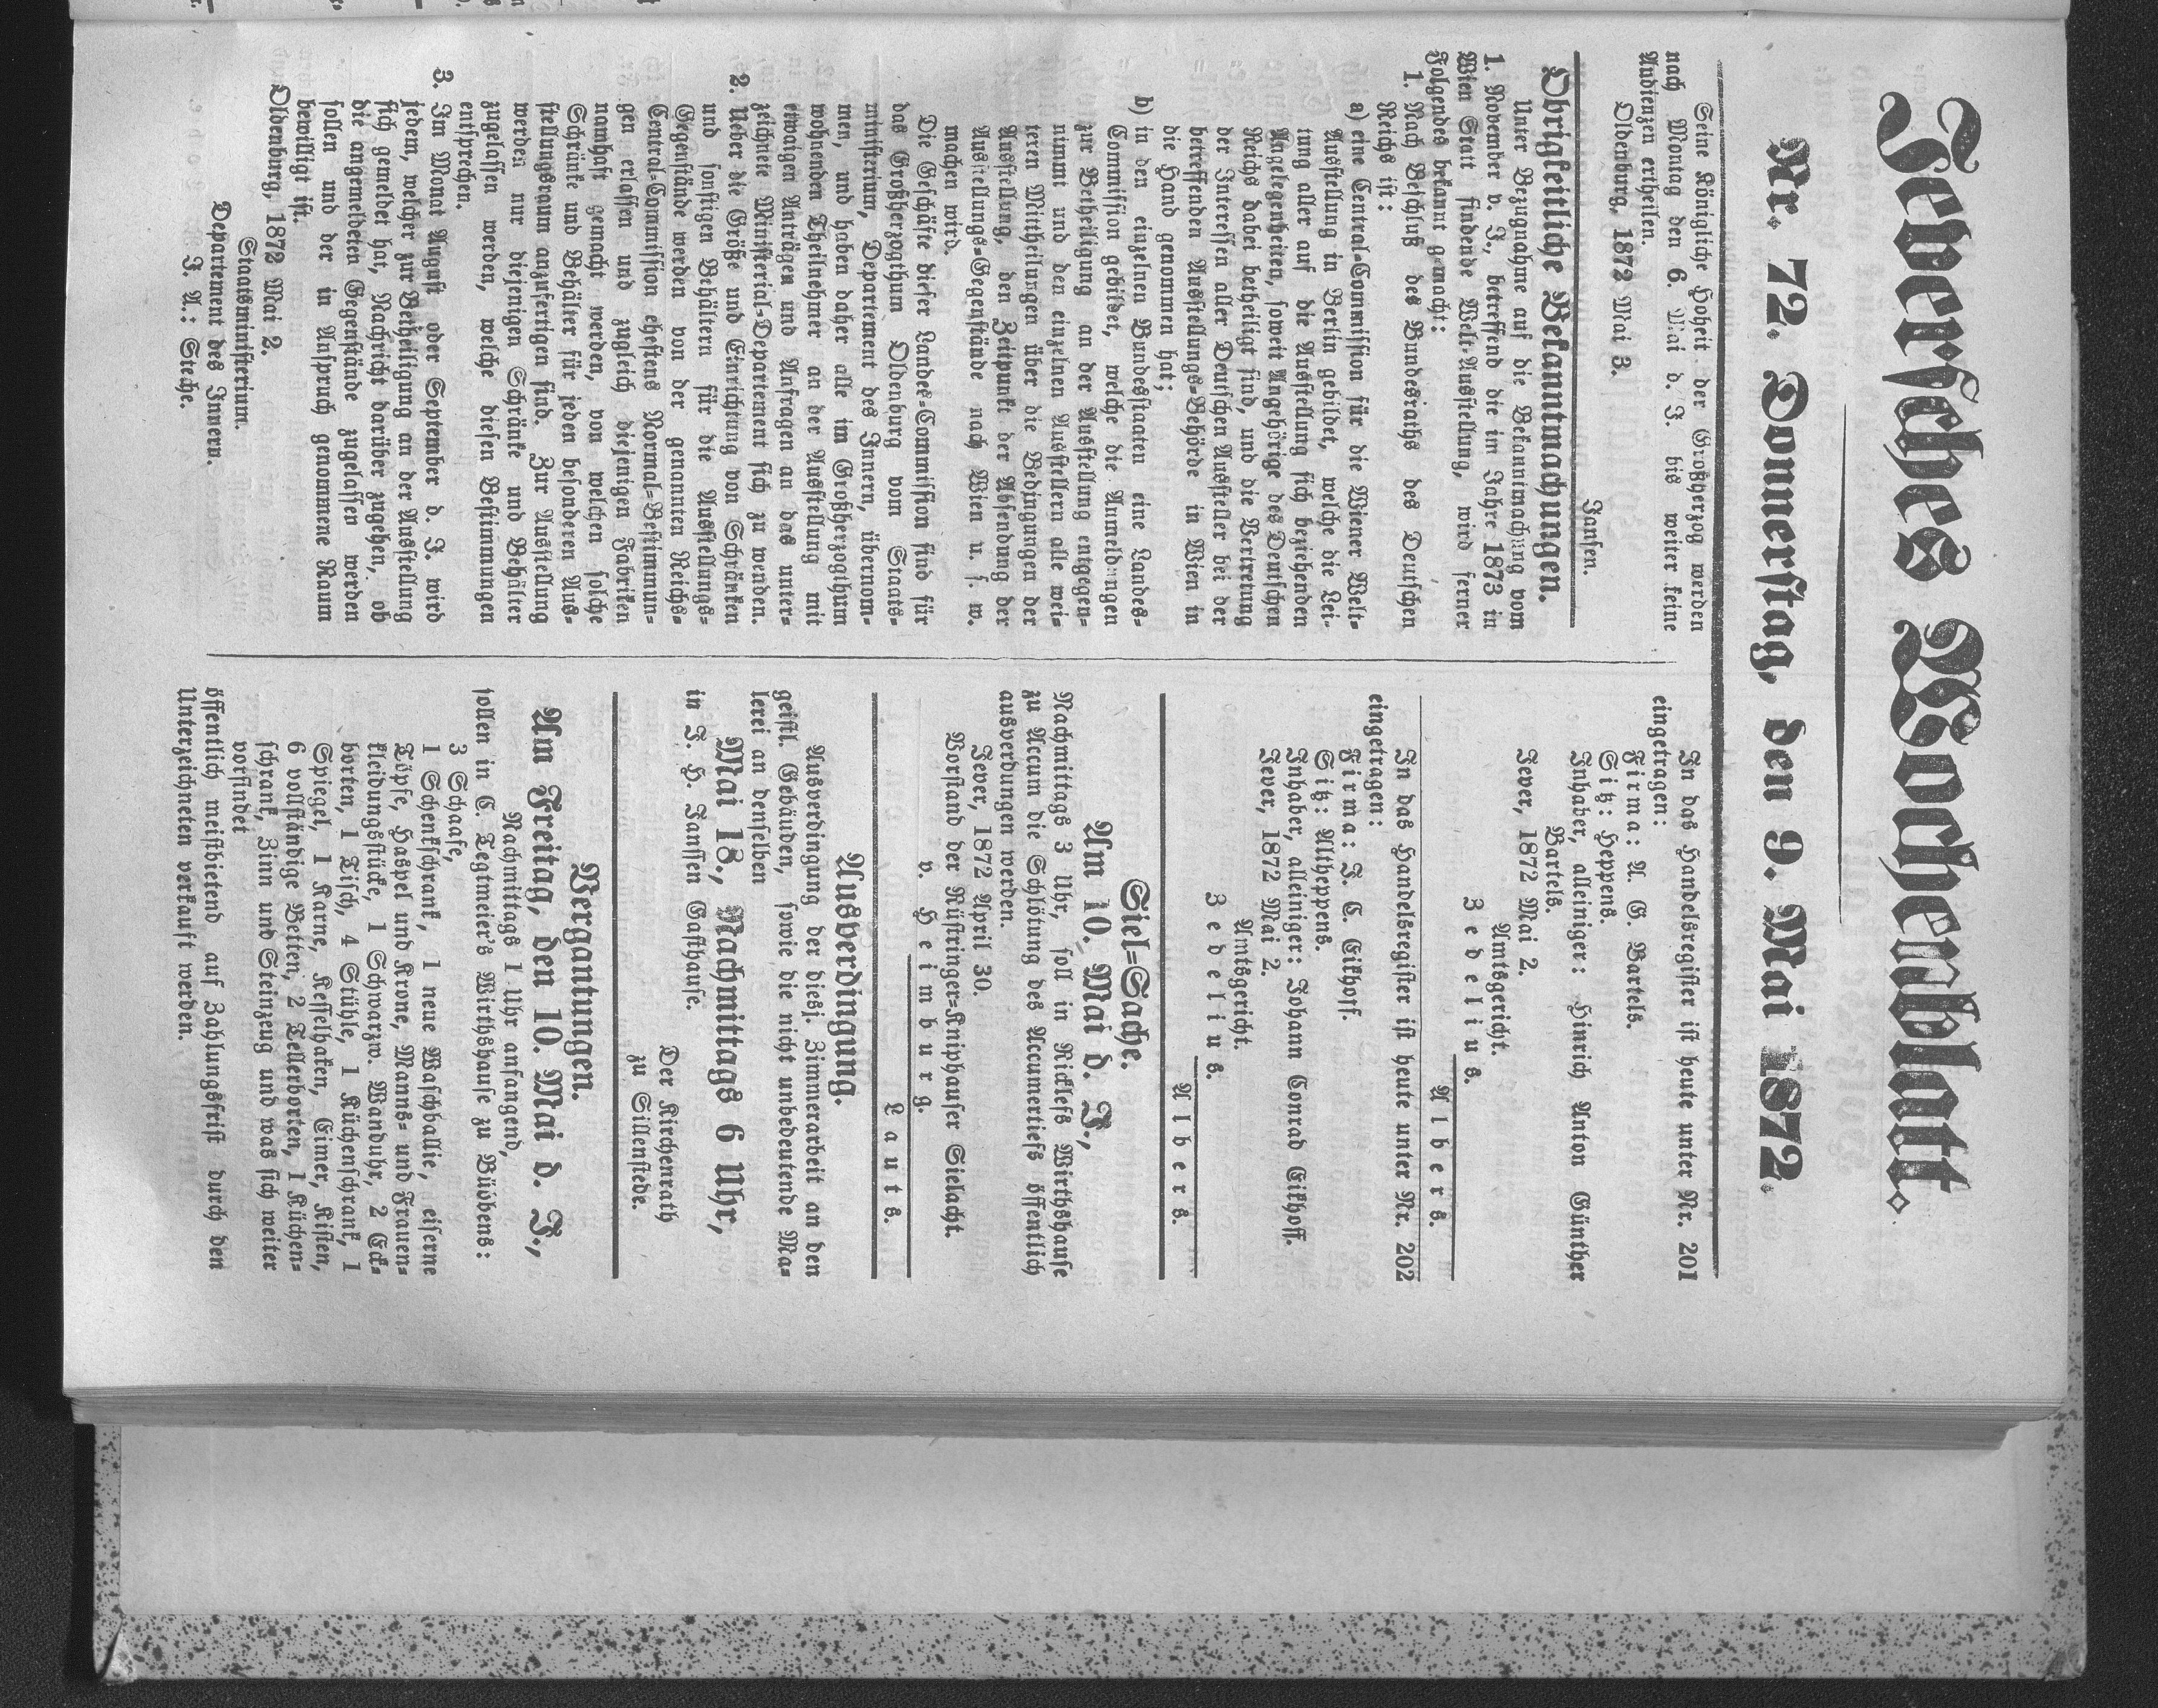 Jeversches Wochenblatt.
Nr. 72. Donnerstag, den 9. Mai 1872.
Seine Königliche Hoheit der Großherzog werden
nach Montag den 6. Mai d. J. bis weiter keine
Audienzen ertheilen.
Oldenburg, 1872 Mai 3.
Jansen.
Obrigkeitliche Bekanntmachungen.
Unter Bezugnahme auf die Bekanntmachung vom
1. November v. J., betreffend die im Jahre 1873 in
Wien Statt findende Welt-Ausstellung, wird ferner
Folgendes bekannt gemacht:
1. Nach Beschluß des Bundesraths des Deutschen
Reichs ist:
a) eine Central-Commission für die Wiener Welt-
Ausstellung in Berlin gebildet, welche die Lei-
tung aller auf die Ausstellung sich beziehenden
Angelegenheiten, soweit Angehörige des Deutschen
Reichs dabei betheiligt sind, und die Vertretung
der Interessen aller Deutschen Aussteller bei der
betreffenden Ausstellungs-Behörde in Wien in
die Hand genommen hat;
b) in den einzelnen Bundesstaaten eine Landes-
Commission gebildet, welche die Anmeldungen
zur Betheiligung an der Ausstellung entgegen-
nimmt und den einzelnen Ausstellern alle wei-
teren Mittheilungen über die Bedingungen der
Ausstellung, den Zeitpunkt der Absendung der
Ausstellungs-Gegenstände nach Wien u. s. w.
machen wird.
Die Geschäfte dieser Landes-Commission sind für
das Großherzogthum Oldenburg vom Staats-
ministerium, Departement des Innern, übernom-
men, und haben daher alle im Großherzogthum
wohnenden Theilnehmer an der Ausstellung mit
etwaigen Anträgen und Anfragen an das unter-
zeichnete Ministerial-Departement sich zu wenden.
2. Ueber die Größe und Einrichtung von Schränken
und sonstigen Behältern für die Ausstellungs-
Gegenstände werden von der genannten Reichs-
Central-Commission ehestens Normal-Bestimmun-
gen erlassen und zugleich diejenigen Fabriken
namhaft gemacht werden, von welchen solche
Schränke und Behälter für jeden besonderen Aus-
stellungsraum anzufertigen sind. Zur Ausstellung
werden nur diejenigen Schränke und Behälter
zugelassen werden, welche diesen Bestimmungen
entsprechen.
3. Im Monat August oder September d. J. wird
jedem, welcher zur Betheiligung an der Ausstellung
sich gemeldet hat, Nachricht darüber zugehen, ob
die angemeldeten Gegenstände zugelassen werden
sollen und der in Anspruch genommene Raum
bewilligt ist.
Oldenburg, 1872 Mai 2.
Staatsministerium.
Departement des Innern.
J. A.: Steche.
In das Handelsregister ist heute unter Nr. 201
eingetragen:
Firma: A. G. Bartels.
Sitz: Heppens.
Inhaber, alleiniger: Hinrich Anton Günther
Bartels.
Jever, 1872 Mai 2.
Amtsgericht.
Zedelius.
Albers.
In das Handelsregister ist heute unter Nr. 202
eingetragen:
Firma: J. C. Eikhoff.
Sitz: Altheppens.
Inhaber, alleiniger: Johann Conrad Eikhoff.
Jever, 1872 Mai 2.
Amtsgericht.
Zedelius.
Albers.
Siel-Sache.
Am 10. Mai d. J.,
Nachmittags 3 Uhr, soll in Ricklefs Wirthshause
zu Accum die Schlötung des Accumertiefs öffentlich
ausverdungen werden.
Jever, 1872 April 30.
Vorstand der Rüstringer-Kniphauser Sielacht.
v. Heimburg.
Lauts.
Ausverdingung.
Ausverdingung der diesj. Zimmerarbeit an den
geistl. Gebäuden, sowie die nicht unbedeutende Ma-
lerei an denselben
Mai 18., Nachmittags 6 Uhr,
in J. H. Janssen Gasthause.
Der Kirchenrath
zu Sillenstede.
Vergantungen.
Am Freitag, den 10. Mai d. J.,
Nachmittags 1 Uhr anfangend,
sollen in C. Tegtmeier's Wirthshause zu Bübbens:
3 Schaafe,
1 Schenkschrank, 1 neue Waschballie, eiserne
Töpfe, Haspel und Krone, Manns- und Frauen-
kleidungsstücke, 1 Schwarzw. Wanduhr, 2 Eck-
borten, 1 Tisch, 4 Stühle, 1 Küchenschrank, 1
Spiegel, 1 Karne, Kesselhaken, Eimer, Kisten,
6 vollständige Betten, 2 Tellerborten, 1 Küchen-
schrank, Zinn und Steinzeug und was sich weiter
vorfindet
öffentlich meistbietend auf Zahlungsfrist durch den
Unterzeichneten verkauft werden.